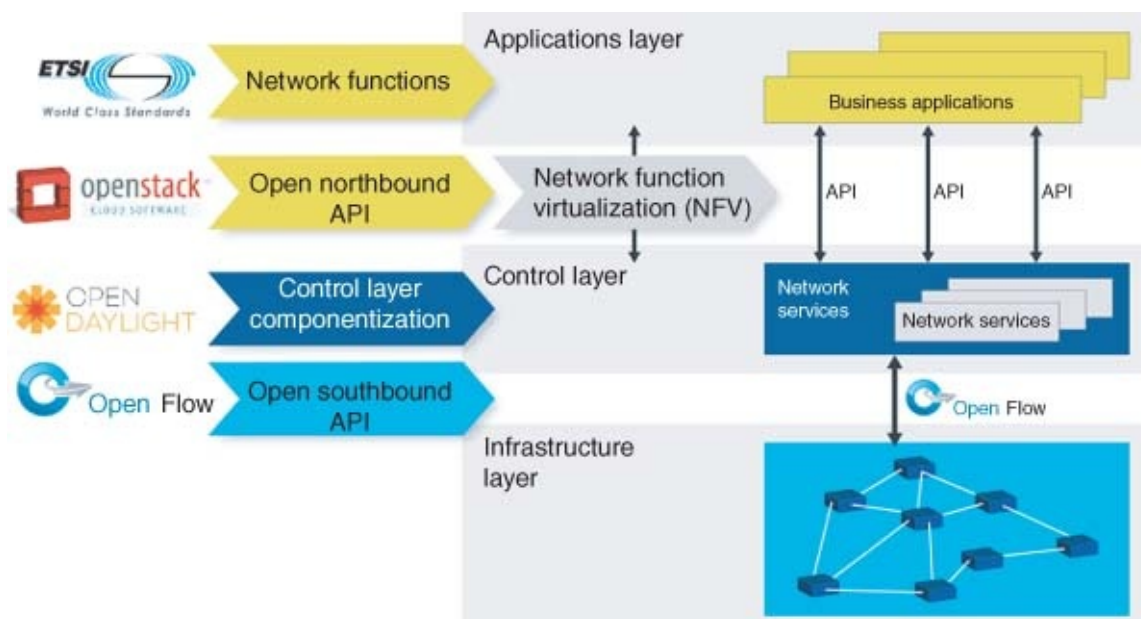 ETSI
World Class Standards
Network functions
Applications layer
Business applications
openstack
CLOUD SOFTWARE
Open northbound
API
Network function
virtualization (NFV)
API
API
API
OPEN
DAYLIGHT
Control layer
componentization
Control layer
Network
services
Network services
Open Flow
Open southbound
API
Open Flow
Infrastructure
layer